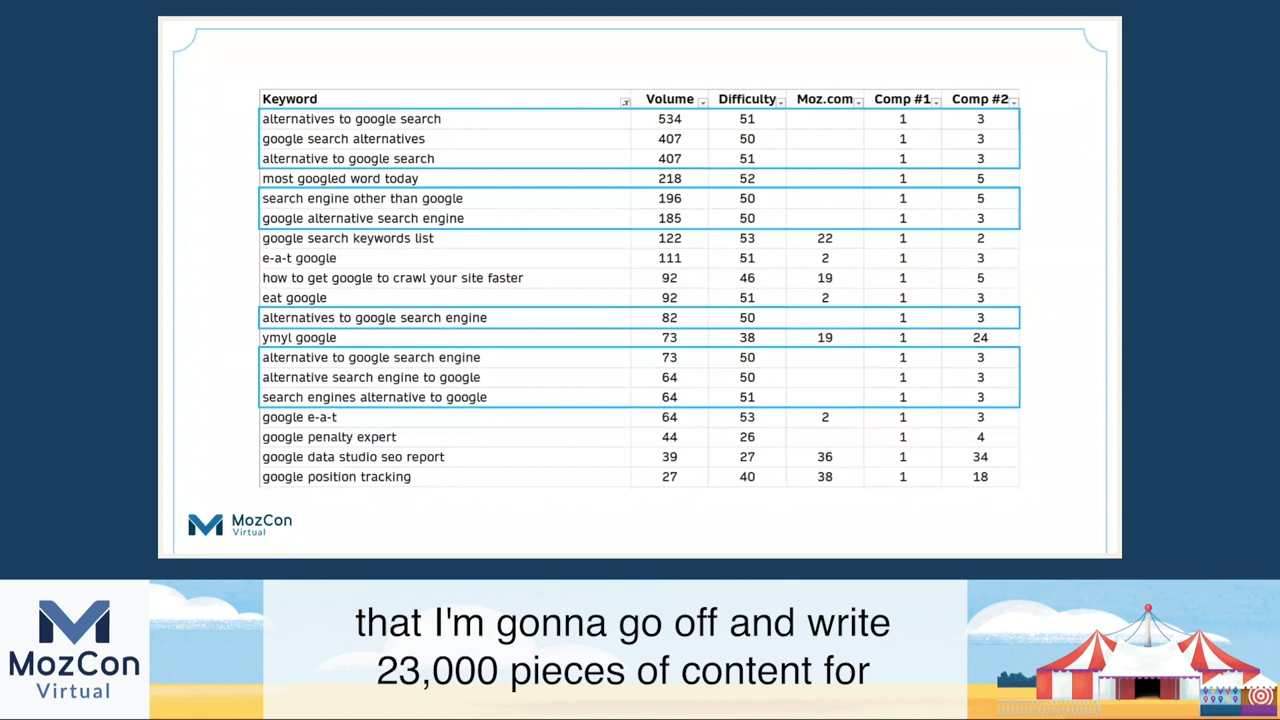 Keyword Volume Difficulty Moz.com Comp #1 Comp #2
alternatives to google search 534 51 1 3
google search alternatives 407 50 1 3
alternative to google search 407 51 1 3
most googled word today 218 52 1 5
search engine other than google 196 50 1 5
google alternative search engine 185 50 1 3
google search keywords list 122 53 22 1 2
e-a-t google 111 51 2 1 3
how to get google to crawl your site faster 92 46 19 1 5
eat google 92 51 2 1 3
alternatives to google search engine 82 50 1 3
ymyl google 73 38 19 1 24
alternative to google search engine 73 50 1 3
alternative search engine to google 64 50 1 3
search engines alternative to google 64 51 1 3
google e-a-t 64 53 2 1 3
google penalty expert 44 26 1 4
google data studio seo report 39 27 36 1 34
google position tracking 27 40 38 1 18
MozCon
Virtual
that I'm gonna go off and write
23,000 pieces of content for
MozCon
Virtual